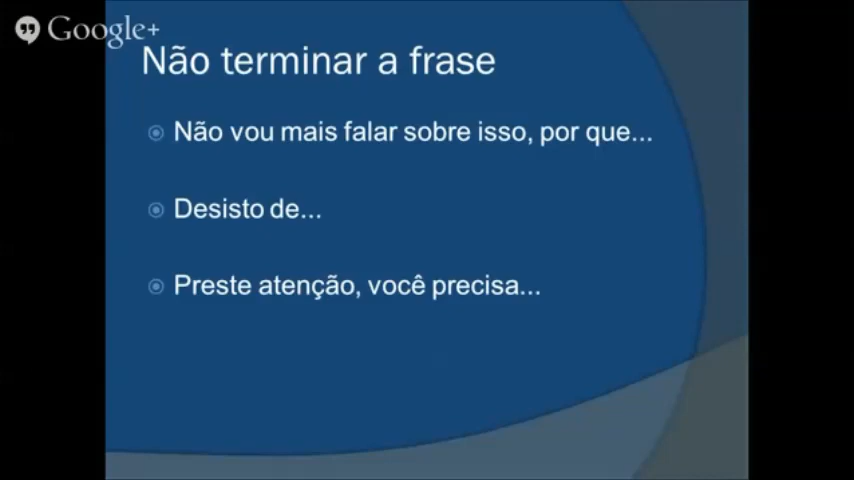 Google+
Não terminar a frase
Não vou mais falar sobre isso, por que...
Desisto de...
Preste atenção, você precisa...